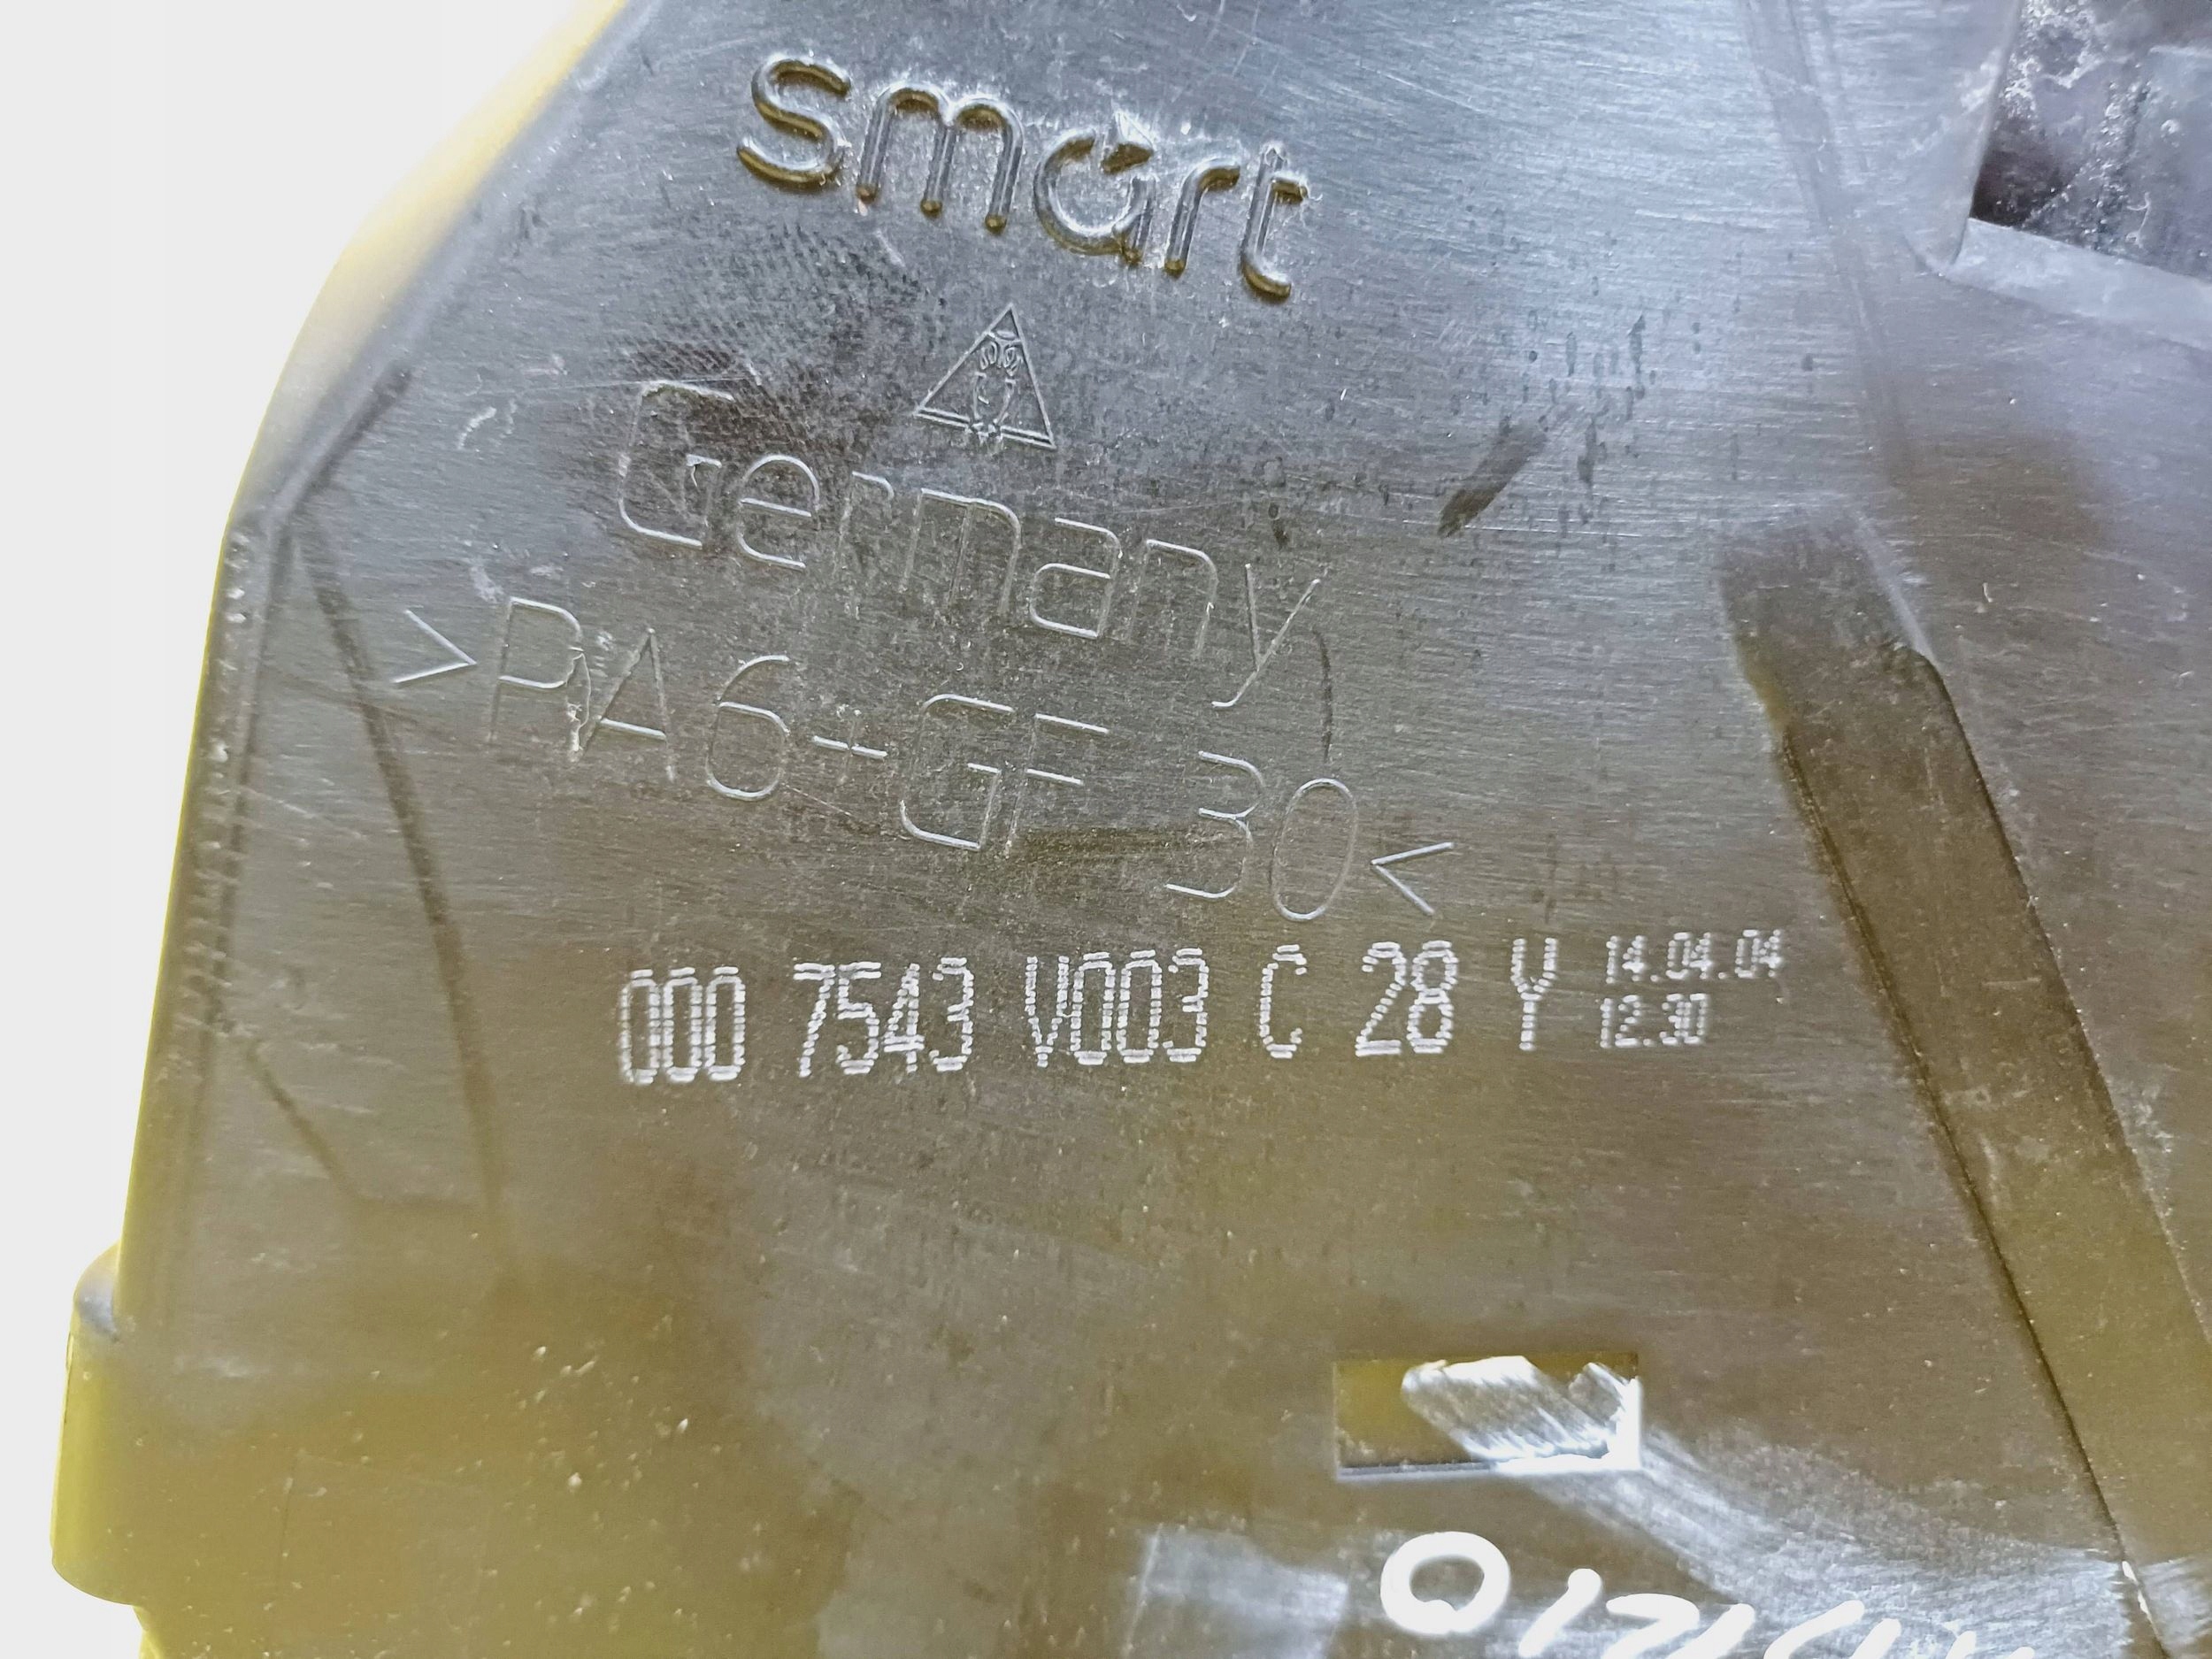 smart
Germany
>PA6-GF 30<
000 7543 V003 C 28 Y 14.04.04
12.30